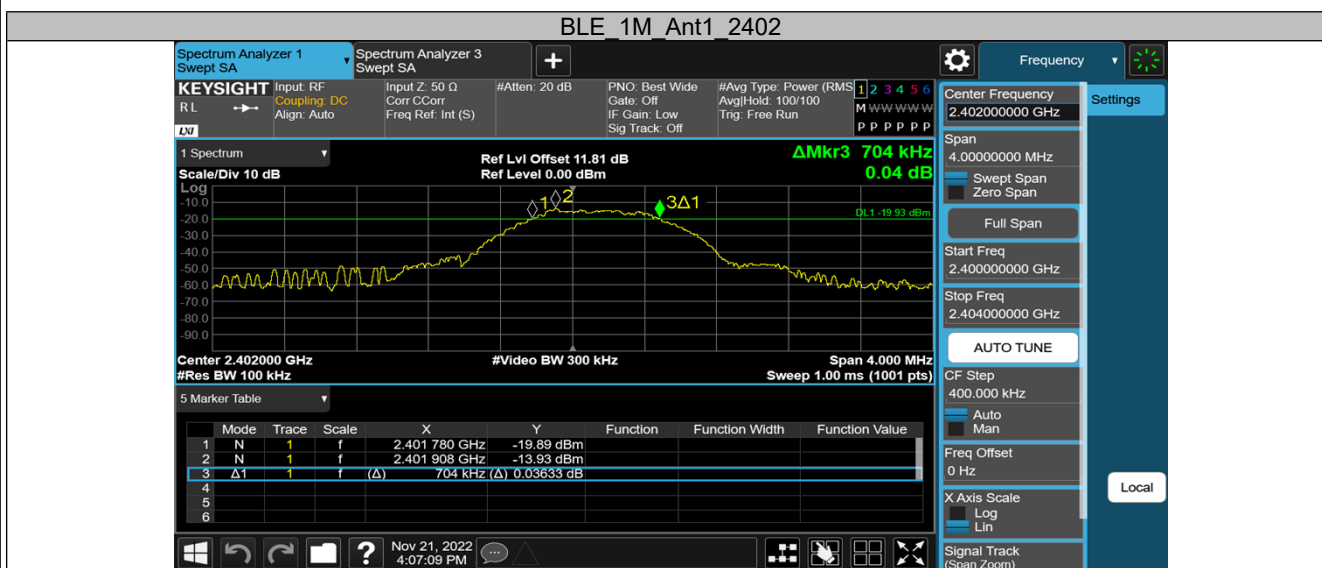 BLE_1M_Ant1_2402
Spectrum Analyzer 1
Swept SA
Spectrum Analyzer 3
Swept SA
Frequency
KEYSIGHT
R L
LXI
Input: RF
Coupling: DC
Align: Auto
Input Z: 50 Ω
Corr CCorr
Freq Ref: Int (S)
#Atten: 20 dB
PNO: Best Wide
Gate: Off
IF Gain: Low
Sig Track: Off
#Avg Type: Power (RMS
Avg|Hold: 100/100
Trig: Free Run
1 2 3 4 5 6
M W W W W W
P P P P P P
1 Spectrum
Scale/Div 10 dB
Ref Lvl Offset 11.81 dB
Ref Level 0.00 dBm
ΔMkr3 704 kHz
0.04 dB
Log
-10.0
-20.0
-30.0
-40.0
-50.0
-60.0
-70.0
-80.0
-90.0
1
2
3Δ1
DL1 -19.93 dBm
Center 2.402000 GHz
#Video BW 300 kHz
Span 4.000 MHz
#Res BW 100 kHz
Sweep 1.00 ms (1001 pts)
5 Marker Table
Mode Trace Scale X Y Function Function Width Function Value
1 N 1 f 2.401 780 GHz -19.89 dBm
2 N 1 f 2.401 908 GHz -13.93 dBm
3 Δ1 1 f (Δ) 704 kHz (Δ) 0.03633 dB
4
5
6
?
Nov 21, 2022
4:07:09 PM
Center Frequency
2.402000000 GHz
Settings
Span
4.00000000 MHz
Swept Span
Zero Span
Full Span
Start Freq
2.400000000 GHz
Stop Freq
2.404000000 GHz
AUTO TUNE
CF Step
400.000 kHz
Auto
Man
Freq Offset
0 Hz
Local
X Axis Scale
Log
Lin
Signal Track
(Span Zoom)